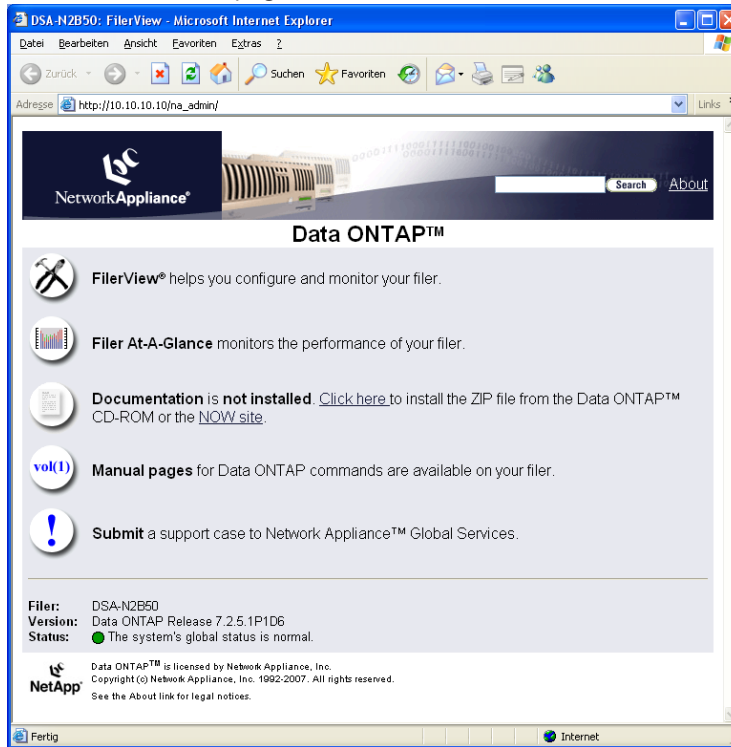 DSA-N2B50: FilerView - Microsoft Internet Explorer
Datei Bearbeiten Ansicht Favoriten Extras ?
Zurück Suchen Favoriten
Adresse http://10.10.10.10/na_admin/ Links
NetworkAppliance®
Search About
Data ONTAP™
FilerView® helps you configure and monitor your filer.
Filer At-A-Glance monitors the performance of your filer.
Documentation is not installed. Click here to install the ZIP file from the Data ONTAP™
CD-ROM or the NOW site.
vol(1)
Manual pages for Data ONTAP commands are available on your filer.
!
Submit a support case to Network Appliance™ Global Services.
Filer: DSA-N2B50
Version: Data ONTAP Release 7.2.5.1P1D6
Status: The system's global status is normal.
NetApp®
Data ONTAP™ is licensed by Network Appliance, Inc.
Copyright (c) Network Appliance, Inc. 1992-2007. All rights reserved.
See the About link for legal notices.
Fertig Internet